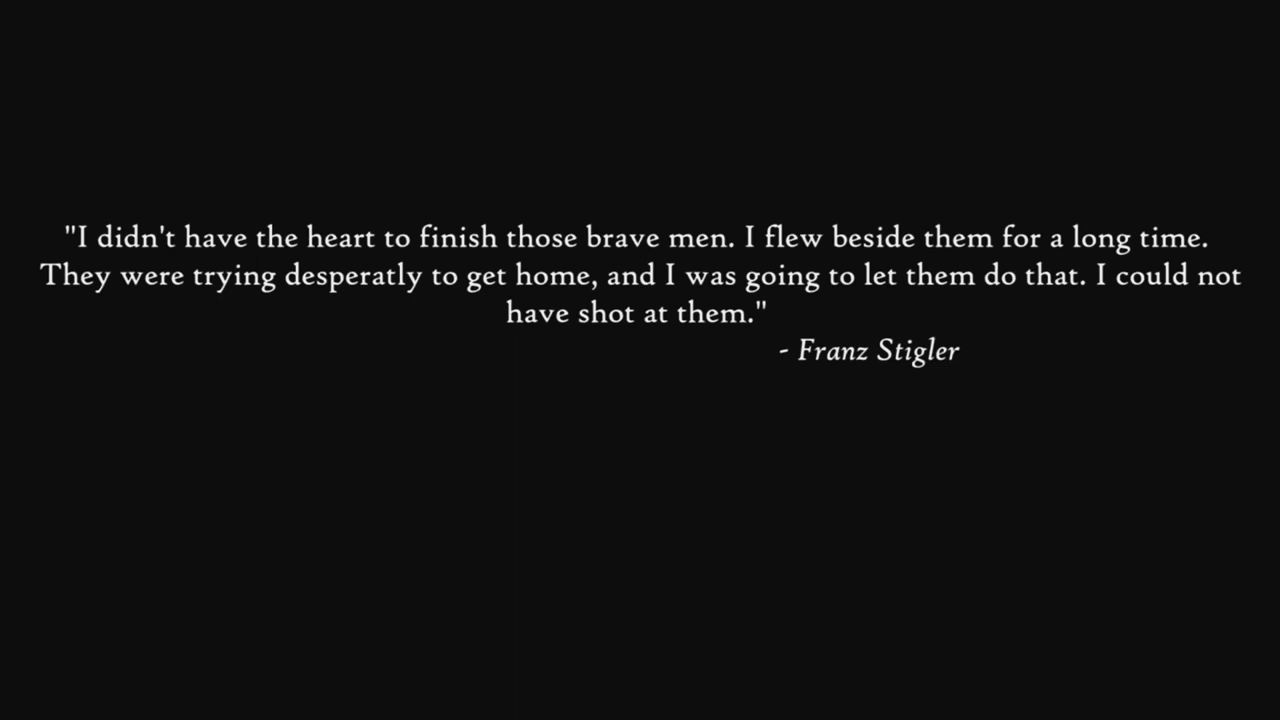 "I didn't have the heart to finish those brave men. I flew beside them for a long time.
They were trying desperatly to get home, and I was going to let them do that. I could not
have shot at them."
- Franz Stigler